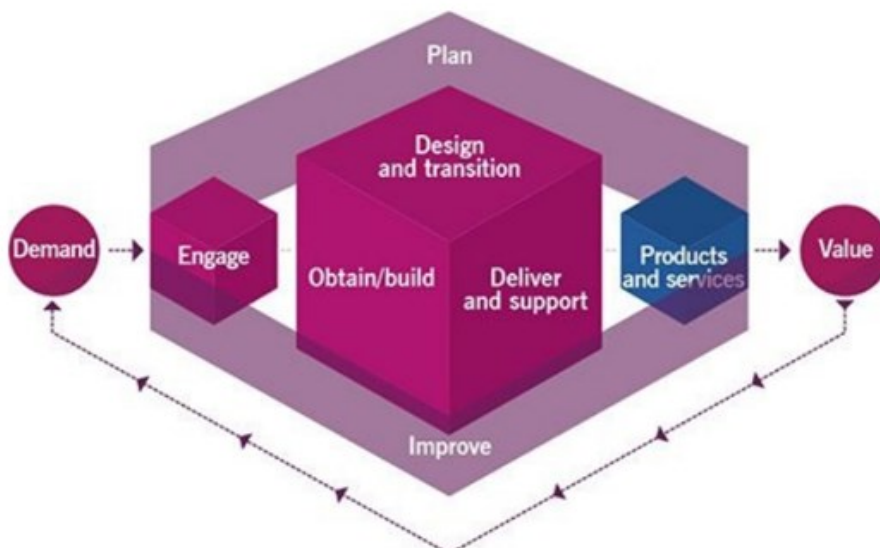 Plan
Design
and transition
Demand
Engage
Obtain/build
Deliver
and support
Products
and services
Value
Improve